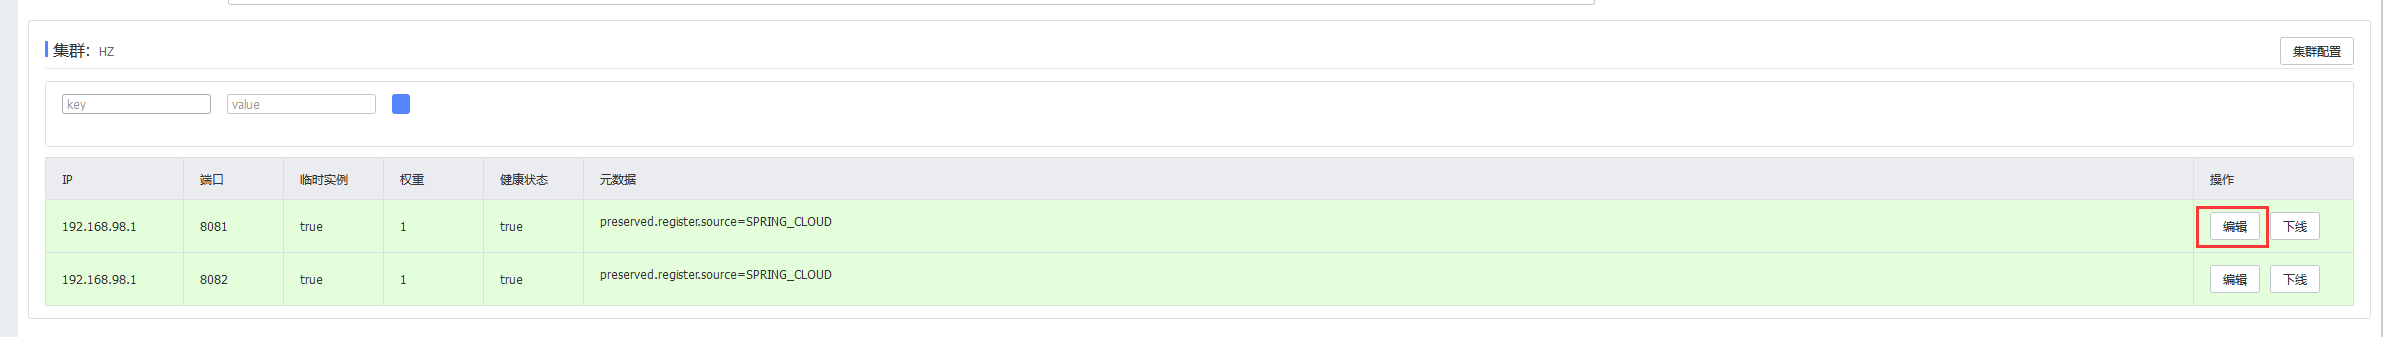 集群: HZ 集群配置
key value
IP 端口 临时实例 权重 健康状态 元数据 操作
192.168.98.1 8081 true 1 true preserved.register.source=SPRING_CLOUD 编辑 下线
192.168.98.1 8082 true 1 true preserved.register.source=SPRING_CLOUD 编辑 下线